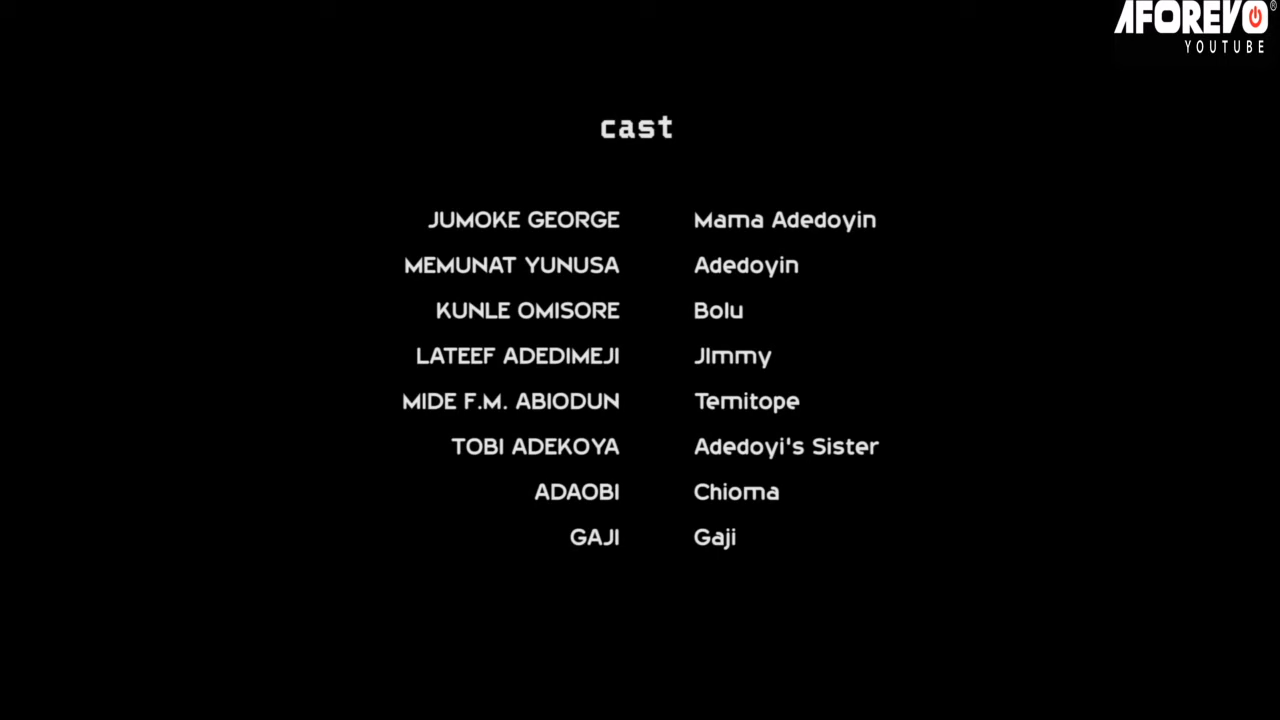 AFOREVO®
YOUTUBE
cast
JUMOKE GEORGE Mama Adedoyin
MEMUNAT YUNUSA Adedoyin
KUNLE OMISORE Bolu
LATEEF ADEDIMEJI JImmy
MIDE F.M. ABIODUN Temitope
TOBI ADEKOYA Adedoyi's Sister
ADAOBI Chioma
GAJI Gaji